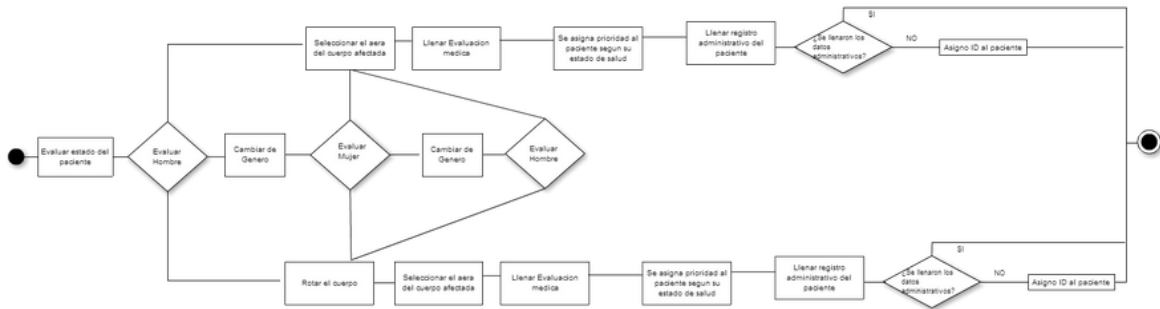 SI
Seleccionar el aera
del cuerpo afectada
Llenar Evaluacion
medica
Se asigna prioridad al
paciente segun su
estado de salud
Llenar registro
administrativo del
paciente
¿Se llenaron los
datos
administrativos?
NO
Asigno ID al paciente
Evaluar estado del
paciente
Evaluar
Hombre
Cambiar de
Genero
Evaluar
Mujer
Cambiar de
Genero
Evaluar
Hombre
SI
Rotar el cuerpo
Seleccionar el aera
del cuerpo afectada
Llenar Evaluacion
medica
Se asigna prioridad al
paciente segun su
estado de salud
Llenar registro
administrativo del
paciente
¿Se llenaron los
datos
administrativos?
NO
Asigno ID al paciente